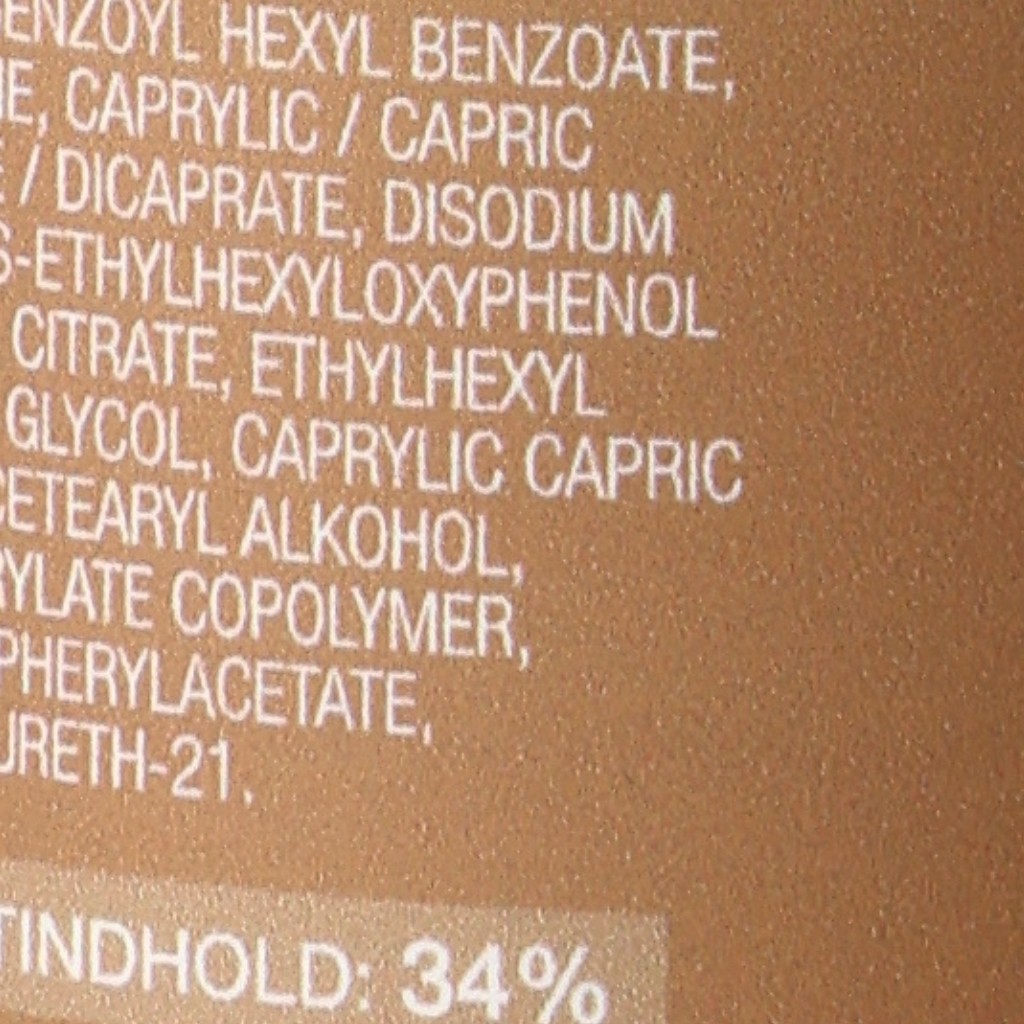 BENZOYL HEXYL BENZOATE,
CAPRYLIC / CAPRIC
/ DICAPRATE, DISODIUM
-ETHYLHEXYLOXYPHENOL
CITRATE, ETHYLHEXYL
GLYCOL, CAPRYLIC CAPRIC
CETEARYL ALKOHOL,
RYLATE COPOLYMER,
PHERYLACETATE,
URETH-21.
TINDHOLD: 34%